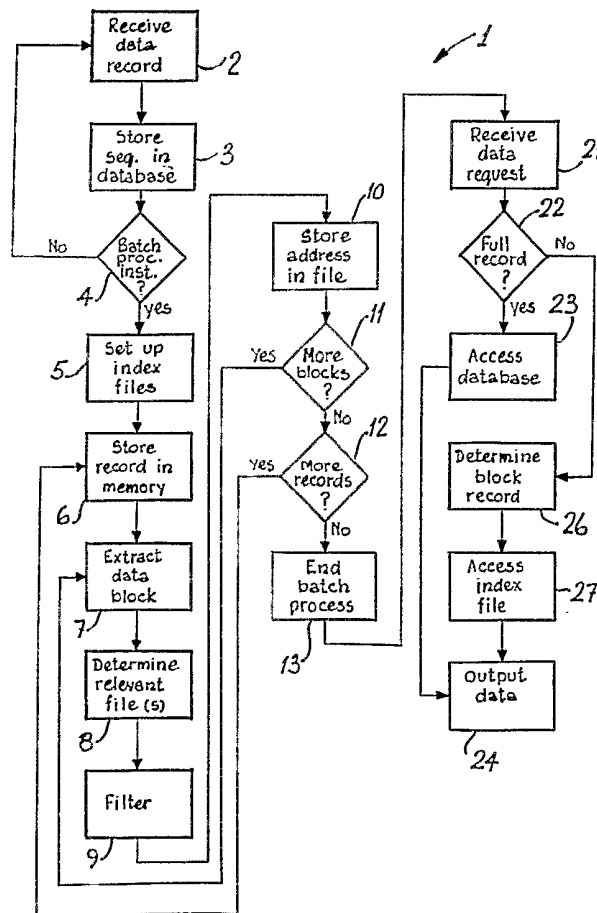 1
Receive
data
record
2
Store
seq. in
database
3
No
Batch
proc.
inst.
?
4
yes
Set up
index
files
5
Store
record in
memory
6
Extract
data
block
7
Determine
relevant
file (s)
8
Filter
9
10
Store
address
in file
11
Yes
More
blocks
?
No
12
Yes
More
records
?
No
End
batch
process
13
Receive
data
request
2
22
Full
record
?
No
yes
23
Access
database
Determine
block
record
26
Access
index
file
27
Output
data
24